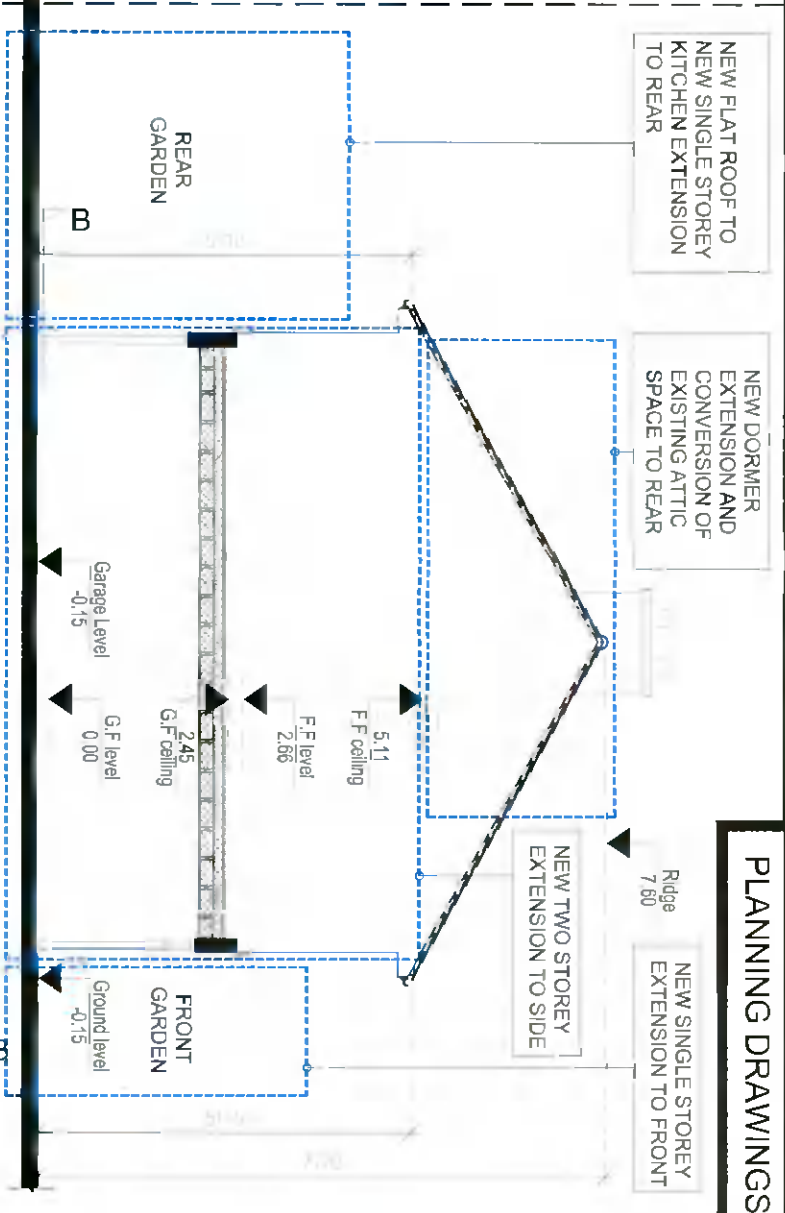 PLANNING DRAWINGS
NEW FLAT ROOF TO
NEW SINGLE STOREY
KITCHEN EXTENSION
TO REAR
NEW DORMER
EXTENSION AND
CONVERSION OF
EXISTING ATTIC
SPACE TO REAR
Ridge
7.60
NEW SINGLE STOREY
EXTENSION TO FRONT
NEW TWO STOREY
EXTENSION TO SIDE
5.11
F.F ceiling
F.F level
2.66
2.45
G.F ceiling
G.F level
0.00
Garage Level
-0.15
Ground level
-0.15
REAR
GARDEN
FRONT
GARDEN
B